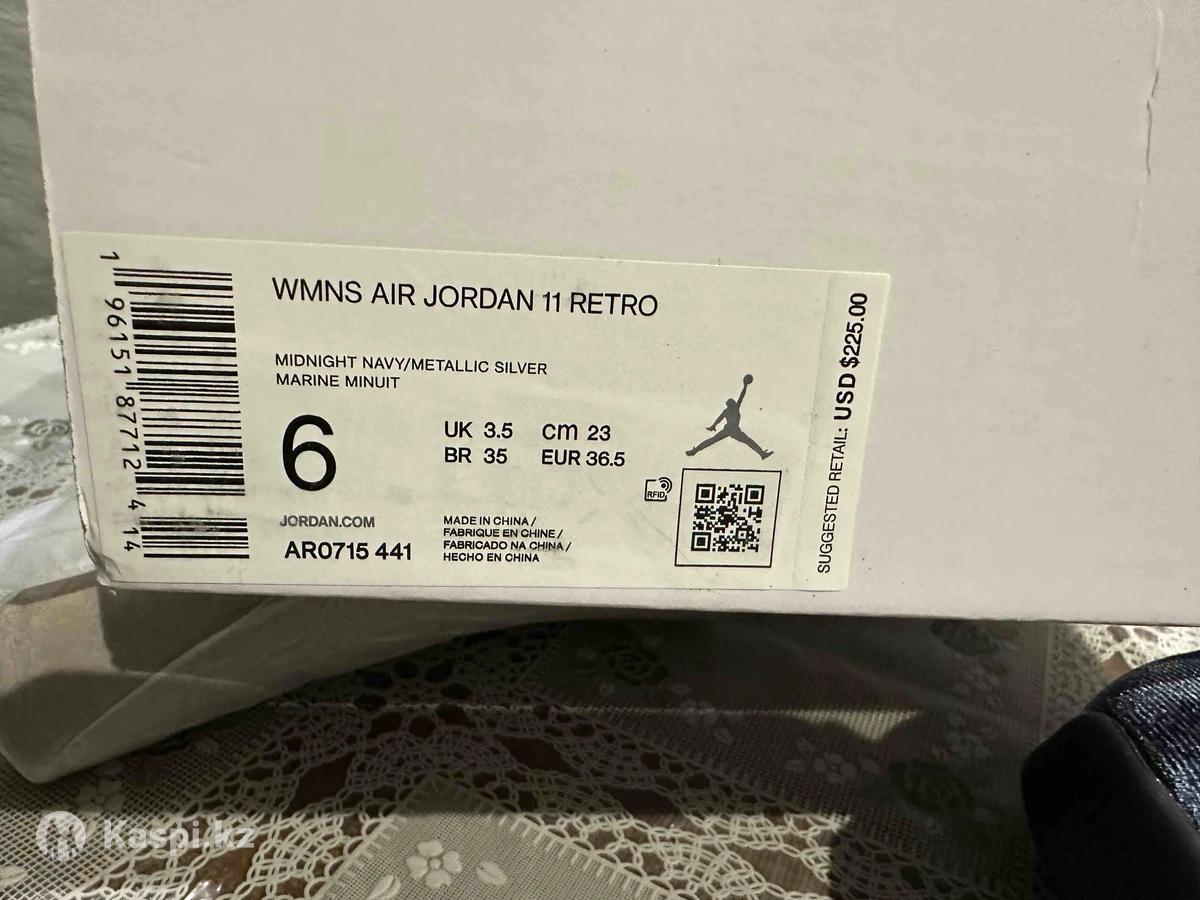 WMNS AIR JORDAN 11 RETRO
MIDNIGHT NAVY/METALLIC SILVER
MARINE MINUIT
6
UK 3.5 cm 23
BR 35 EUR 36.5
JORDAN.COM
AR0715 441
MADE IN CHINA /
FABRIQUE EN CHINE /
FABRICADO NA CHINA /
HECHO EN CHINA
RFID
SUGGESTED RETAIL: USD $225.00
1 96151 87712 4 14
Kaspi.kz